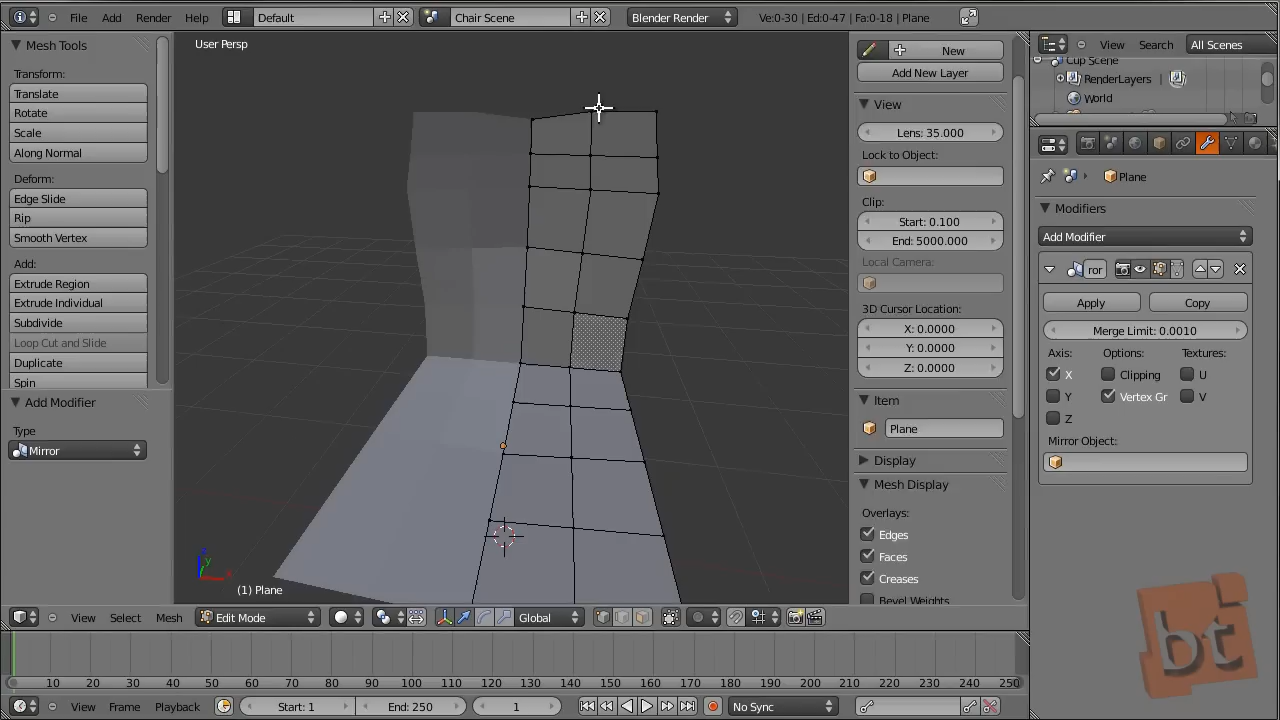 File Add Render Help Default Chair Scene Blender Render Ve:0-30 | Ed:0-47 | Fa:0-18 | Plane
Mesh Tools
Transform:
Translate
Rotate
Scale
Along Normal
Deform:
Edge Slide
Rip
Smooth Vertex
Add:
Extrude Region
Extrude Individual
Subdivide
Loop Cut and Slide
Duplicate
Spin
Add Modifier
Type
Mirror
User Persp
(1) Plane
New
Add New Layer
View
Lens: 35.000
Lock to Object:
Clip:
Start: 0.100
End: 5000.000
Local Camera:
3D Cursor Location:
X: 0.0000
Y: 0.0000
Z: 0.0000
Item
Plane
Display
Mesh Display
Overlays:
Edges
Faces
Creases
Bevel Weights
View Search All Scenes
Cup Scene
RenderLayers |
World
Plane
Modifiers
Add Modifier
ror
Apply Copy
Merge Limit: 0.0010
Axis: Options: Textures:
X Clipping U
Y Vertex Gr V
Z
Mirror Object:
View Select Mesh Edit Mode Global
0 10 20 30 40 50 60 70 80 90 100 110 120 130 140 150 160 170 180 190 200 210 220 230 240 250
View Frame Playback Start: 1 End: 250 1 No Sync
bt